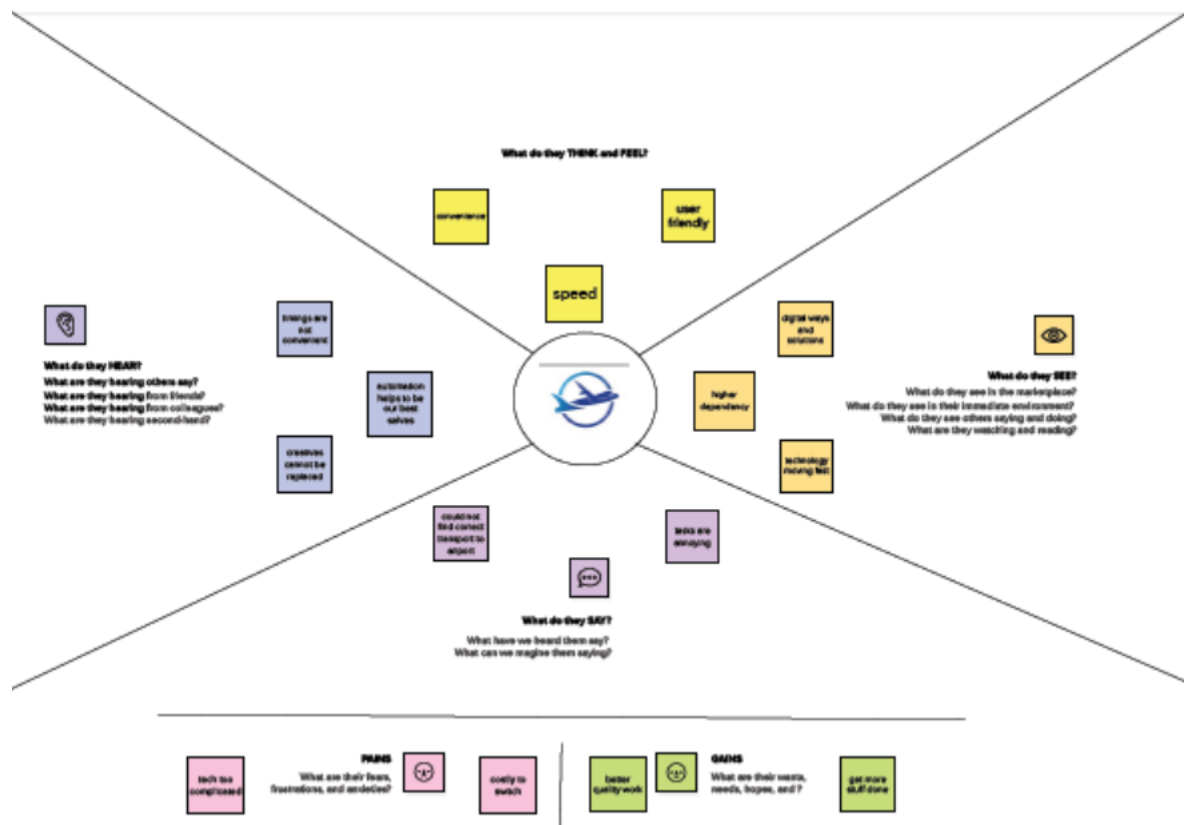 What do they THINK and FEEL?
convenience
user
friendly
speed
What do they HEAR?
What are they hearing others say?
What are they hearing from friends?
What are they hearing from colleagues?
What are they hearing second-hand?
timings are
not
convenient
automation
helps to be
our best
selves
creatives
cannot be
replaced
digital ways
and
solutions
higher
dependency
technology
moving fast
What do they SEE?
What do they see in the marketplace?
What do they see in their immediate environment?
What do they see others saying and doing?
What are they watching and reading?
could not
find correct
transport to
airport
tasks are
annoying
What do they SAY?
What have we heard them say?
What can we magine them saying?
tech too
complicated
PAINS
What are their fears,
frustrations, and anxieties?
costly to
switch
better
quality work
GAINS
What are their wants,
needs, hopes, and ?
get more
stuff done